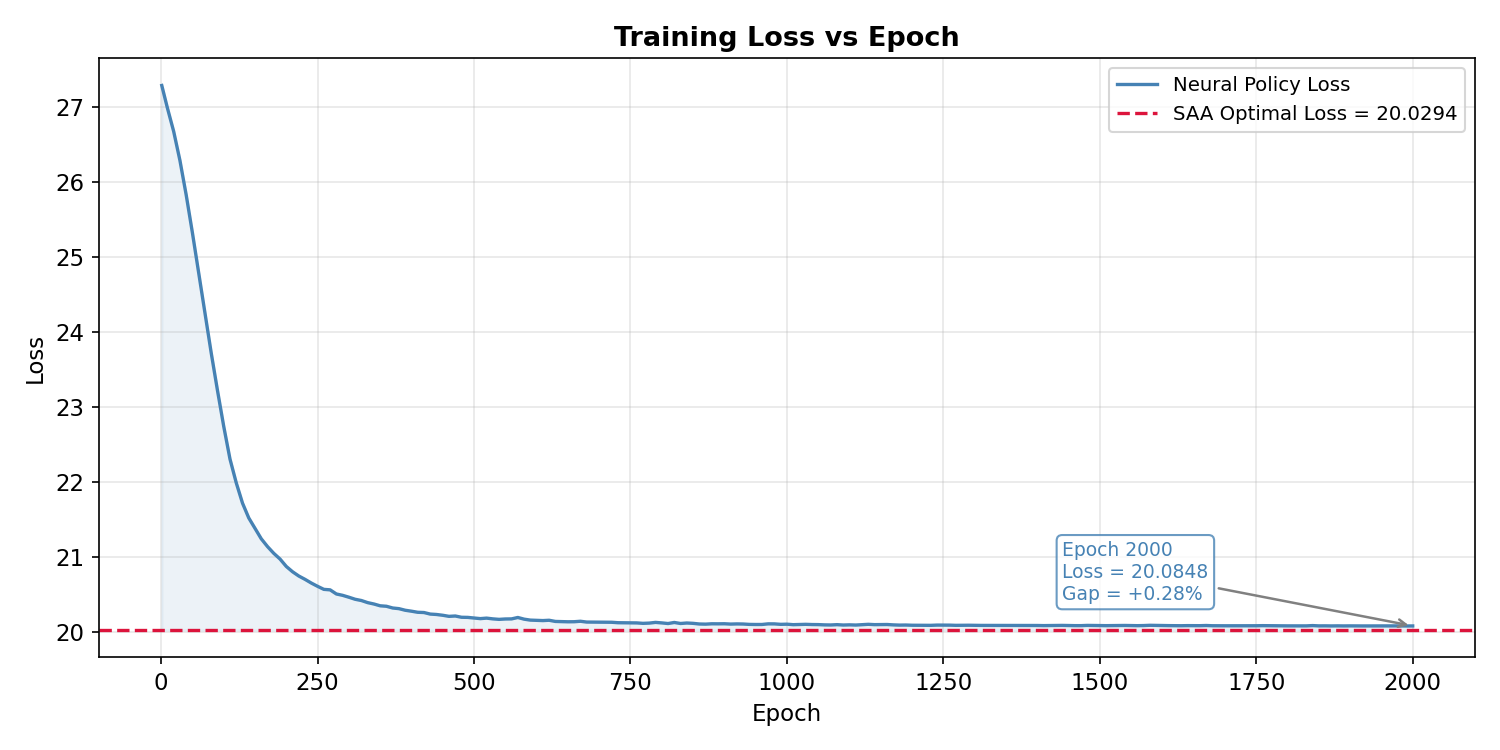 Training Loss vs Epoch
Neural Policy Loss
SAA Optimal Loss = 20.0294
27
26
25
24
23
22
21
20
Loss
Epoch 2000
Loss = 20.0848
Gap = +0.28%
0 250 500 750 1000 1250 1500 1750 2000
Epoch